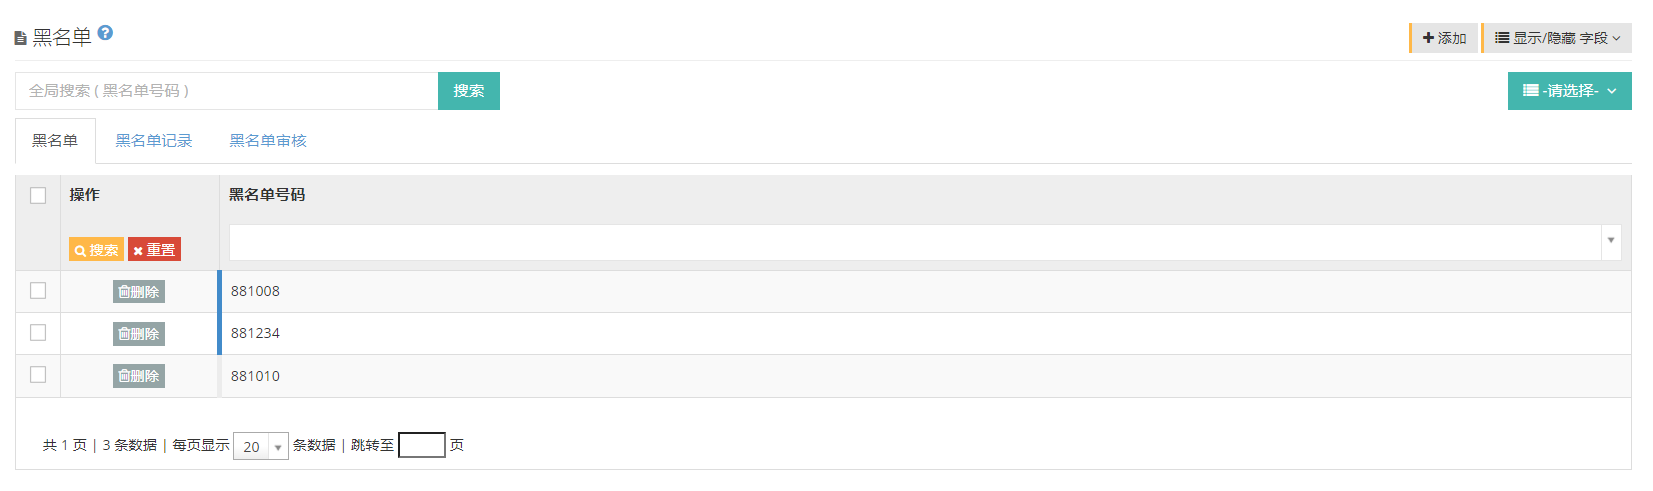 黑名单
添加 显示/隐藏 字段
全局搜索 ( 黑名单号码 ) 搜索 -请选择-
黑名单 黑名单记录 黑名单审核
操作 黑名单号码
搜索 重置
删除 881008
删除 881234
删除 881010
共 1 页 | 3 条数据 | 每页显示 20 条数据 | 跳转至 页